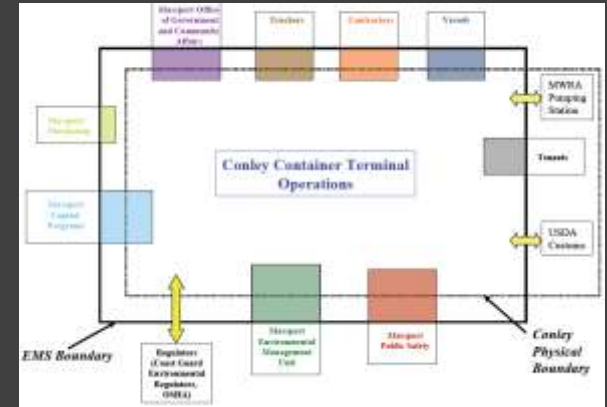 Massport Office
of Government
and Community
Affairs
Truckers
Contractors
Vessels
MWRA
Pumping
Station
Massport
Purchasing
Conley Container Terminal
Operations
Tenants
Massport
Capital
Programs
USDA
Customs
EMS Boundary
Regulators
(Coast Guard
Environmental
Regulators,
OSHA)
Massport
Environmental
Management
Unit
Massport
Public Safety
Conley
Physical
Boundary